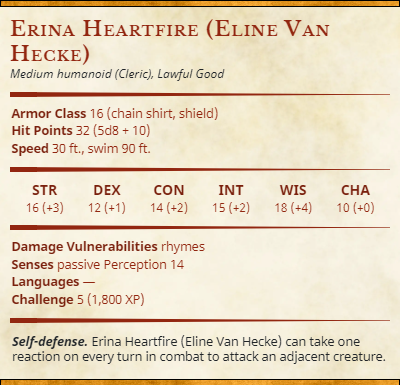 Erina Heartfire (Eline Van
Hecke)
Medium humanoid (Cleric), Lawful Good
Armor Class 16 (chain shirt, shield)
Hit Points 32 (5d8 + 10)
Speed 30 ft., swim 90 ft.
STR DEX CON INT WIS CHA
16 (+3) 12 (+1) 14 (+2) 15 (+2) 18 (+4) 10 (+0)
Damage Vulnerabilities rhymes
Senses passive Perception 14
Languages —
Challenge 5 (1,800 XP)
Self-defense. Erina Heartfire (Eline Van Hecke) can take one
reaction on every turn in combat to attack an adjacent creature.